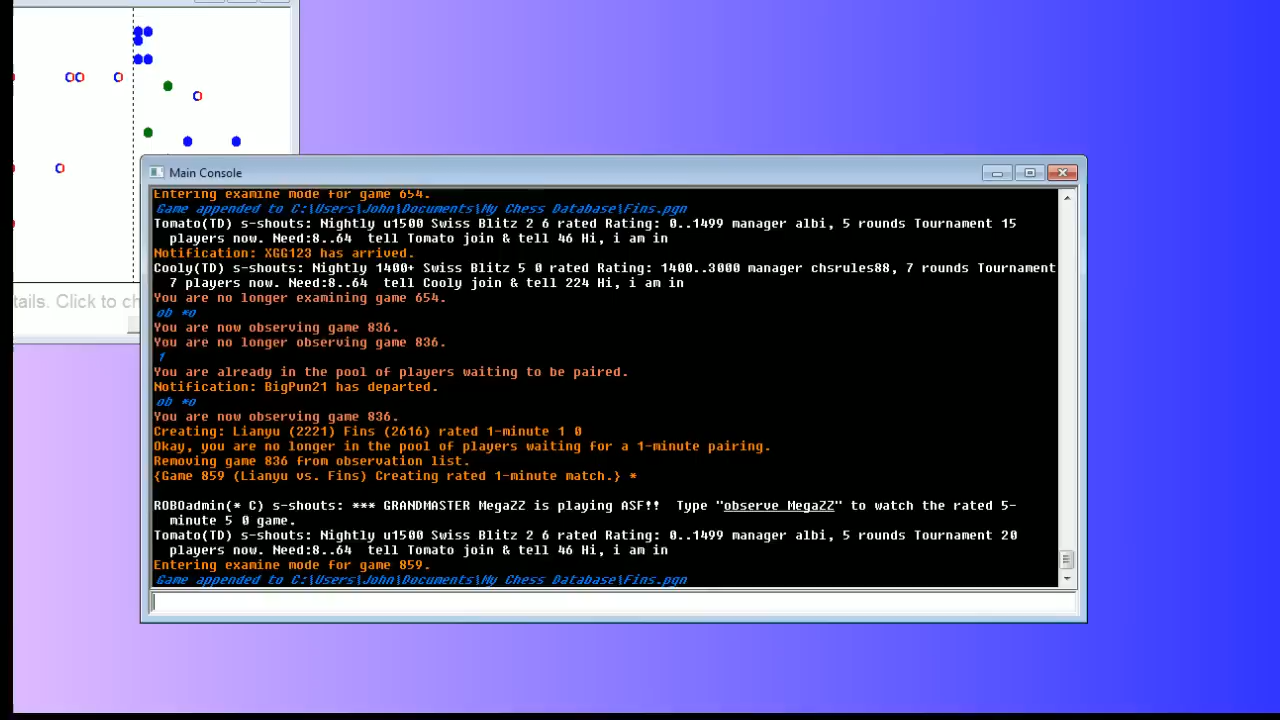 Main Console
Entering examine mode for game 654.
Game appended to C:\Users\John\Documents\My Chess Database\Fins.pgn
Tomato(TD) s-shouts: Nightly u1500 Swiss Blitz 2 6 rated Rating: 0..1499 manager albi, 5 rounds Tournament 15
players now. Need:8..64  tell Tomato join & tell 46 Hi, i am in
Notification: XGG123 has arrived.
Cooly(TD) s-shouts: Nightly 1400+ Swiss Blitz 5 0 rated Rating: 1400..3000 manager chsrules88, 7 rounds Tournament
7 players now. Need:8..64  tell Cooly join & tell 224 Hi, i am in
tails. Click to ch
You are no longer examining game 654.
ob *o
You are now observing game 836.
You are no longer observing game 836.
1
You are already in the pool of players waiting to be paired.
Notification: BigPun21 has departed.
ob *o
You are now observing game 836.
Creating: Lianyu (2221) Fins (2616) rated 1-minute 1 0
Okay, you are no longer in the pool of players waiting for a 1-minute pairing.
Removing game 836 from observation list.
{Game 859 (Lianyu vs. Fins) Creating rated 1-minute match.} *
ROBOadmin(* C) s-shouts: *** GRANDMASTER MegaZZ is playing ASF!!  Type "observe MegaZZ" to watch the rated 5-
minute 5 0 game.
Tomato(TD) s-shouts: Nightly u1500 Swiss Blitz 2 6 rated Rating: 0..1499 manager albi, 5 rounds Tournament 20
players now. Need:8..64  tell Tomato join & tell 46 Hi, i am in
Entering examine mode for game 859.
Game appended to C:\Users\John\Documents\My Chess Database\Fins.pgn